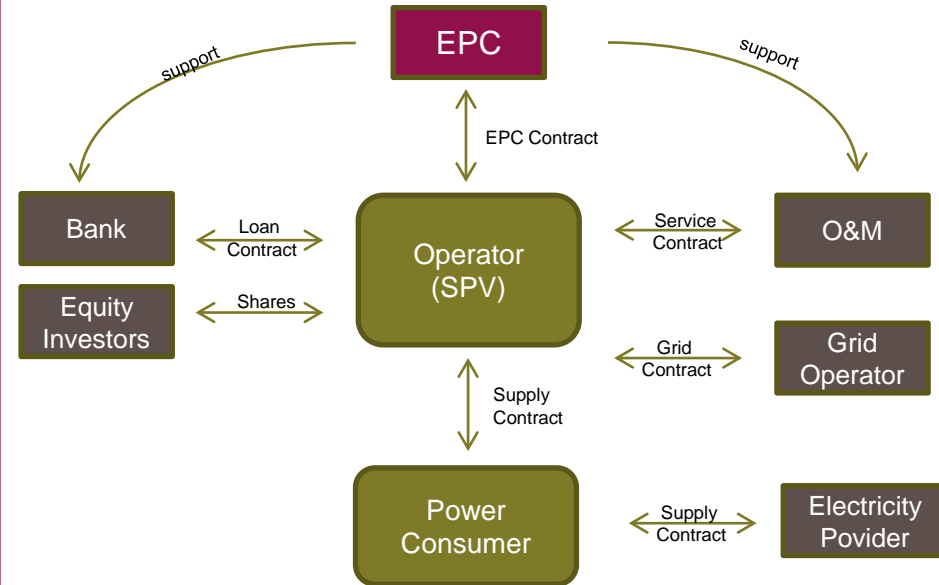 EPC
support
support
EPC Contract
Bank
Loan
Contract
Operator
(SPV)
Service
Contract
O&M
Equity
Investors
Shares
Grid
Contract
Grid
Operator
Supply
Contract
Power
Consumer
Supply
Contract
Electricity
Povider